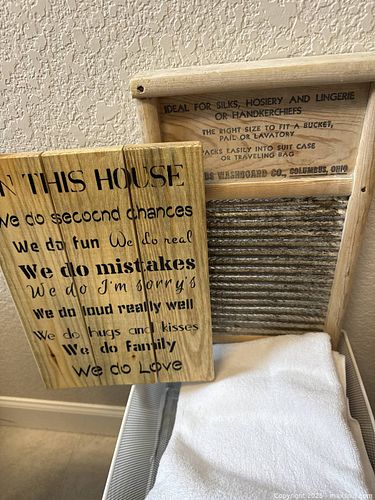 N THIS HOUSE
We do secocnd chances
We do fun We do real
We do mistakes
We do I'm sorry's
We do loud really well
We do hugs and kisses
We do family
We do Love
IDEAL FOR SILKS, HOSIERY AND LINGERIE
OR HANDKERCHIEFS
THE RIGHT SIZE TO FIT A BUCKET,
PAIL OR LAVATORY
PACKS EASILY INTO SUIT CASE
OR TRAVELING BAG
WASHBOARD CO., COLUMBUS, OHIO